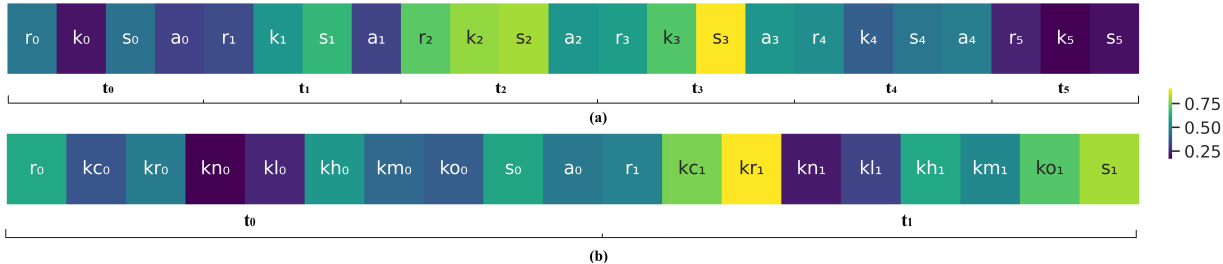 r₀ k₀ s₀ a₀ r₁ k₁ s₁ a₁ r₂ k₂ s₂ a₂ r₃ k₃ s₃ a₃ r₄ k₄ s₄ a₄ r₅ k₅ s₅
t₀ t₁ t₂ t₃ t₄ t₅
(a)
0.75
0.50
0.25
r₀ kc₀ kr₀ kn₀ kl₀ kh₀ km₀ ko₀ s₀ a₀ r₁ kc₁ kr₁ kn₁ kl₁ kh₁ km₁ ko₁ s₁
t₀ t₁
(b)